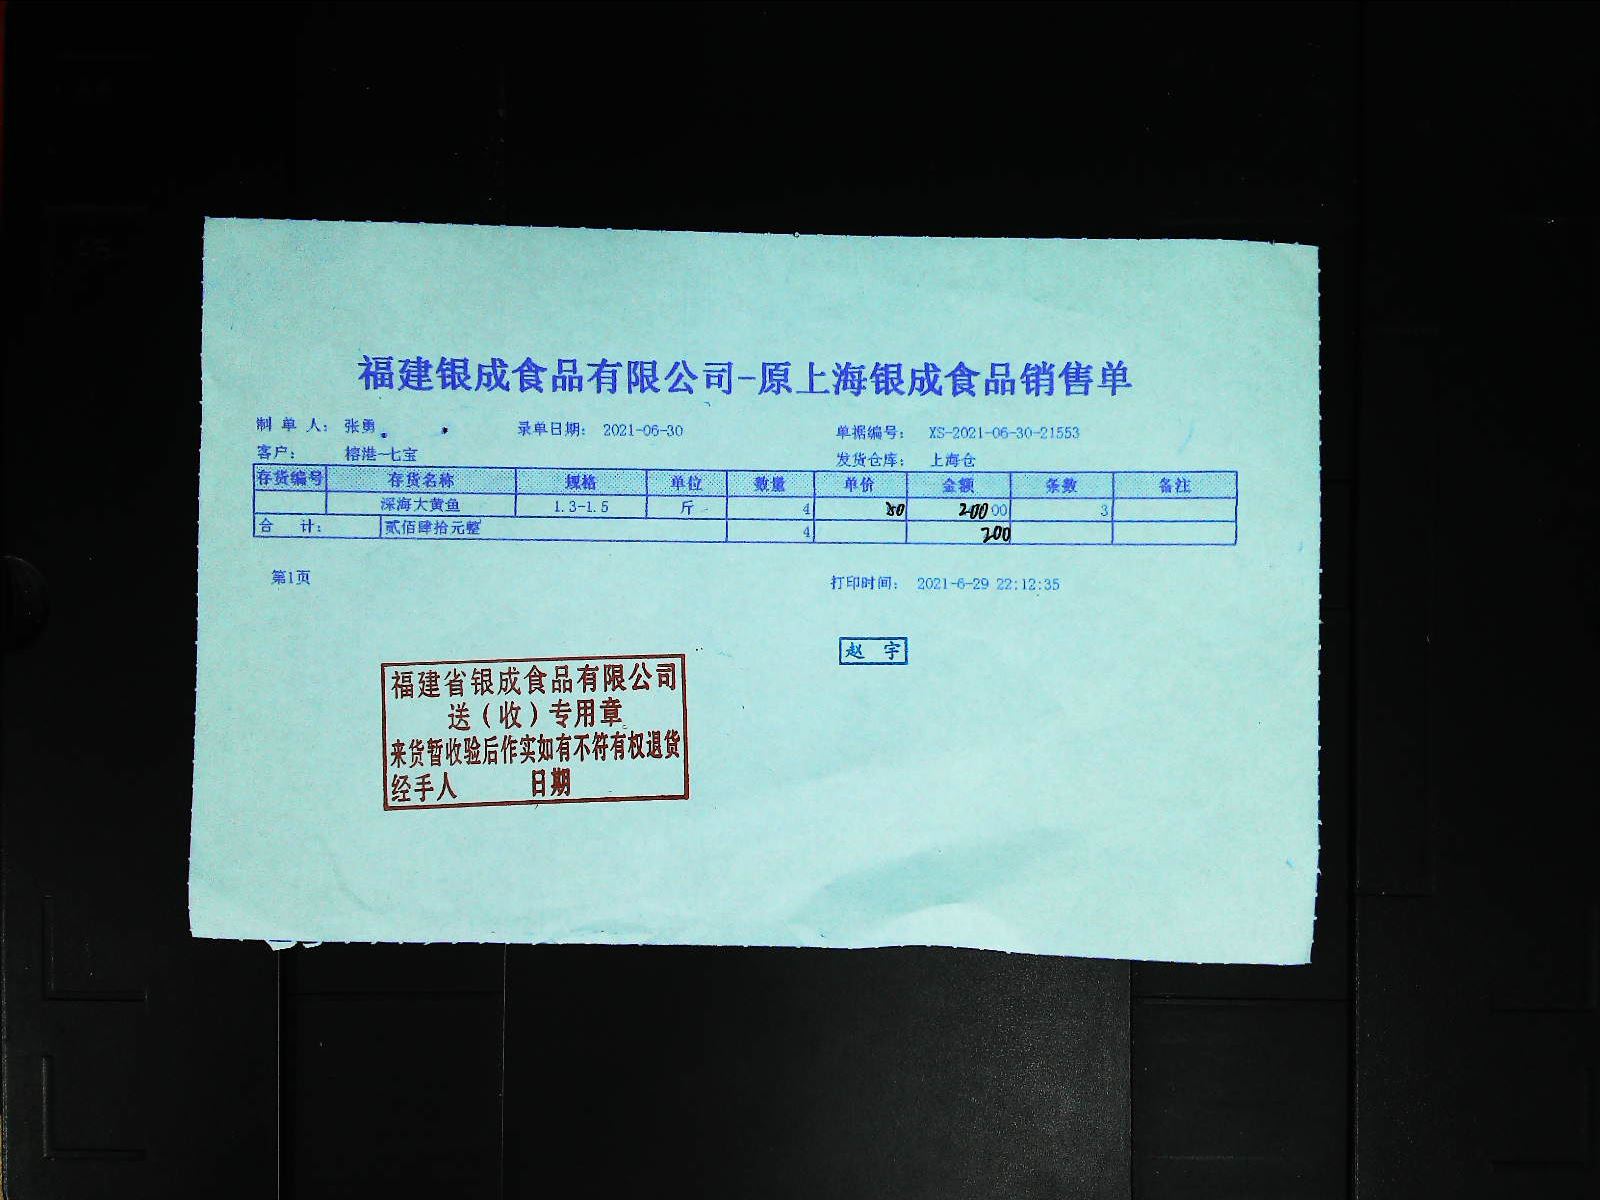 福建银成食品有限公司-原上海银成食品销售单
制 单 人： 张勇 录单日期： 2021-06-30 单据编号： XS-2021-06-30-21553
客户： 榕港一七宝 发货仓库： 上海仓
存货编号 存货名称 规格 单位 数量 单价 金额 条数 备注
深海大黄鱼 1.3-1.5 斤 4 50 200 00 3
合 计： 贰佰肆拾元整 4 200
第1页 打印时间： 2021-6-29 22:12:35
赵 宇
福建省银成食品有限公司
送（收）专用章
来货暂收验后作实如有不符有权退货
经手人 日期